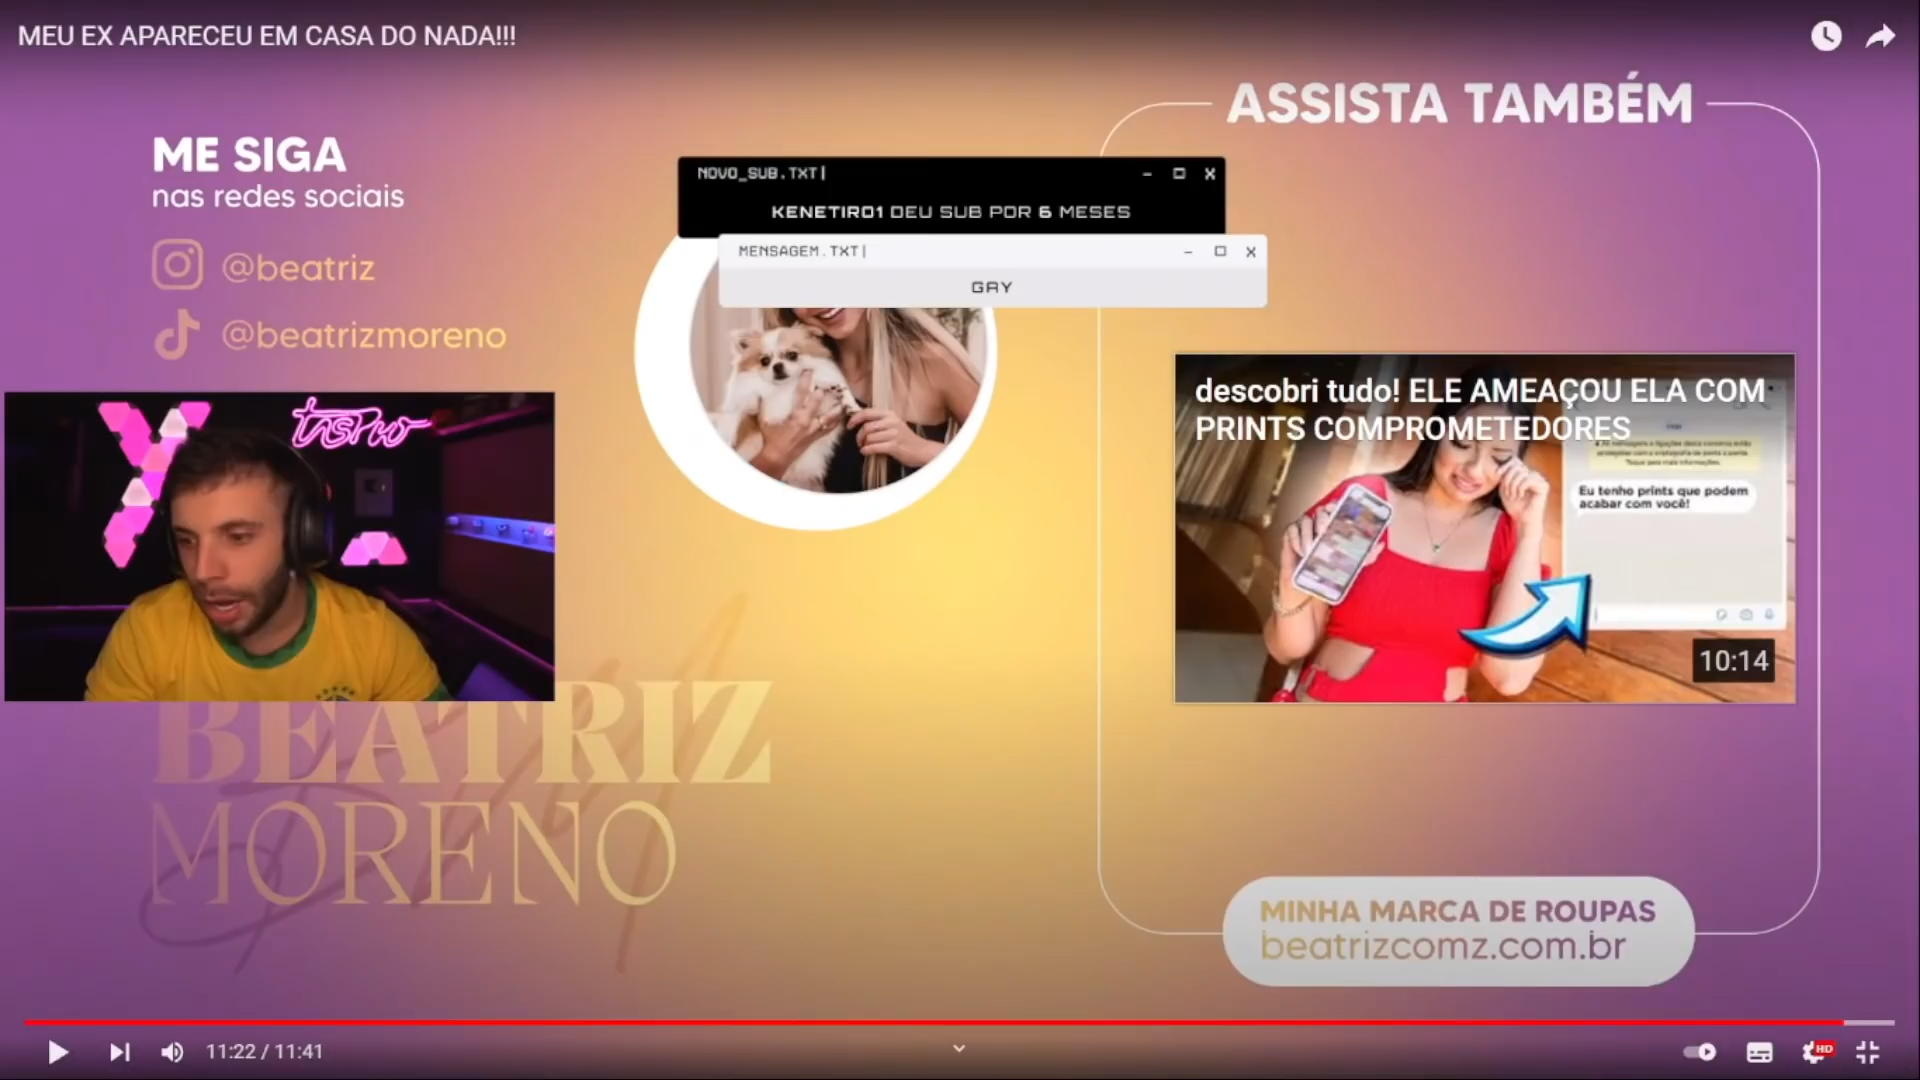 MEU EX APARECEU EM CASA DO NADA!!!
ME SIGA
nas redes sociais
@beatriz
@beatrizmoreno
ASSISTA TAMBÉM
NOVO_SUB.TXT|
KENETIRO1 DEU SUB POR 6 MESES
MENSAGEM.TXT|
GAY
descobri tudo! ELE AMEAÇOU ELA COM
PRINTS COMPROMETEDORES
Eu tenho prints que podem
acabar com você!
10:14
BEATRIZ
MORENO
MINHA MARCA DE ROUPAS
beatrizcomz.com.br
11:22 / 11:41
HD